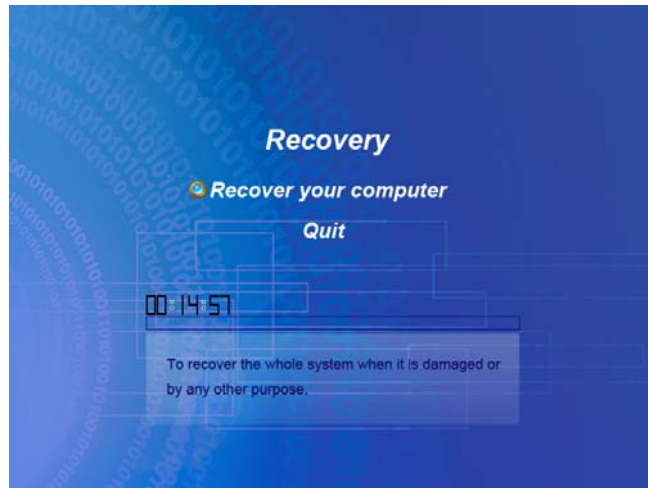 Recovery
Recover your computer
Quit
00:14:57
To recover the whole system when it is damaged or
by any other purpose.